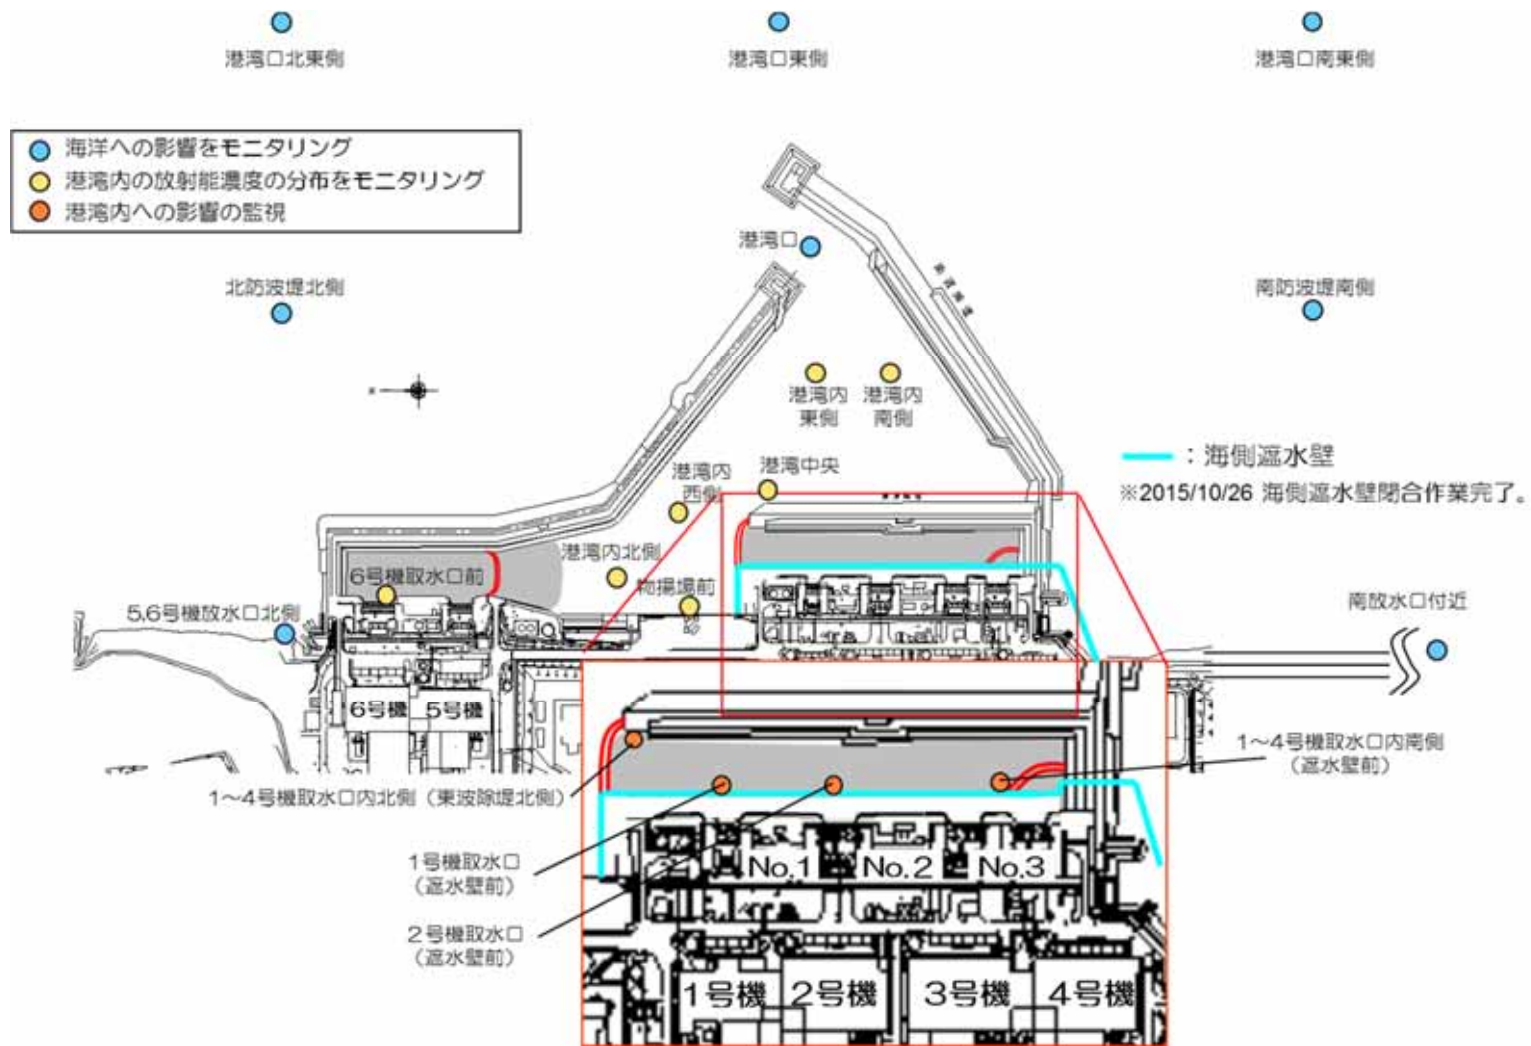 港湾口北東側
港湾口東側
港湾口南東側
海洋への影響をモニタリング
港湾内の放射能濃度の分布をモニタリング
港湾内への影響の監視
港湾口
北防波堤北側
南防波堤南側
港湾内
東側
港湾内
南側
：海側遮水壁
※2015/10/26 海側遮水壁閉合作業完了。
港湾中央
港湾内
西側
港湾内北側
6号機取水口前
物揚場前
5,6号機放水口北側
南放水口付近
6号機
5号機
1～4号機取水口内南側
（遮水壁前）
1～4号機取水口内北側（東波除堤北側）
1号機取水口
（遮水壁前）
No.1
No.2
No.3
2号機取水口
（遮水壁前）
1号機
2号機
3号機
4号機